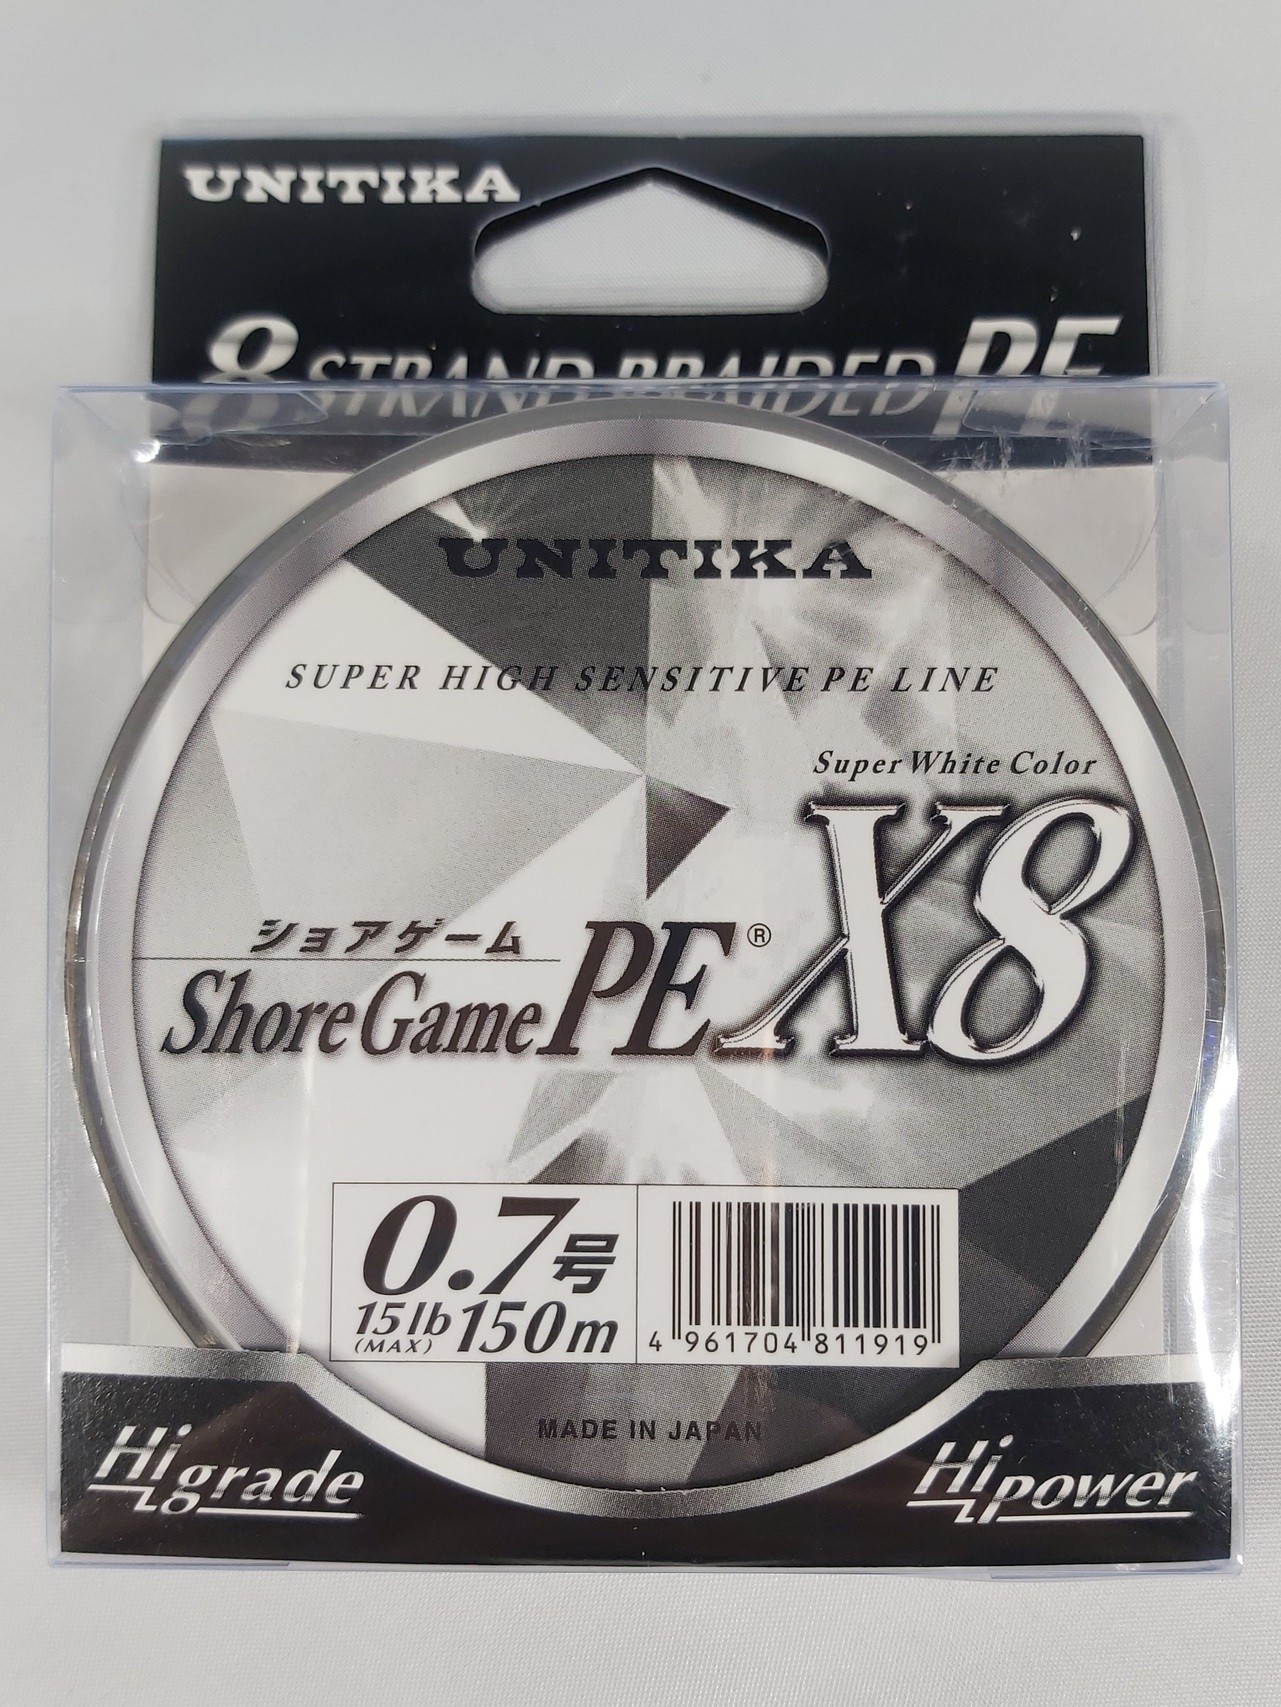 UNITIKA
8 STRAND BRAIDED PE
UNITIKA
SUPER HIGH SENSITIVE PE LINE
Super White Color
X8
ショアゲーム
ShoreGame PE®
0.7号
15lb 150m
(MAX)
4 961704 811919
MADE IN JAPAN
Hi grade
Hi power